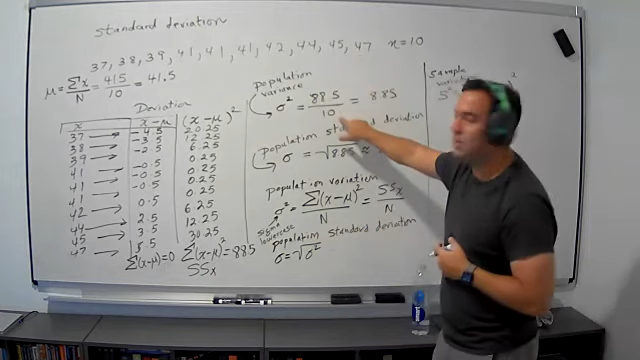 standard deviation
37, 38, 39, 41, 41, 41, 42, 44, 45, 47 n=10
μ = Σx/N = 415/10 = 41.5
Deviation
x x-μ (x-μ)²
37 -4.5 20.25
38 -3.5 12.25
39 -2.5 6.25
41 -0.5 0.25
41 -0.5 0.25
41 -0.5 0.25
42 0.5 0.25
44 2.5 6.25
45 3.5 12.25
47 5.5 30.25
Σ(x-μ)=0 Σ(x-μ)²=88.5
SSx
population
variance
σ² = 88.5/10 = 8.85
population standard deviation
σ = √8.85 ≈
population variation
σ² = Σ(x-μ)²/N = SSx/N
sigma
lowercase
population standard deviation
σ=√σ²
Sample
variance